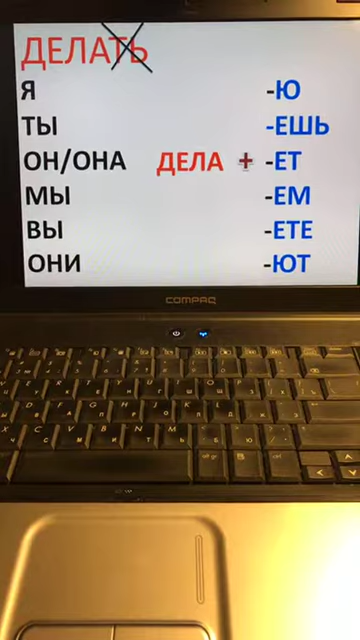 ДЕЛАТЬ
Я -Ю
ТЫ -ЕШЬ
ОН/ОНА ДЕЛА + -ЕТ
МЫ -ЕМ
ВЫ -ЕТЕ
ОНИ -ЮТ
COMPAQ